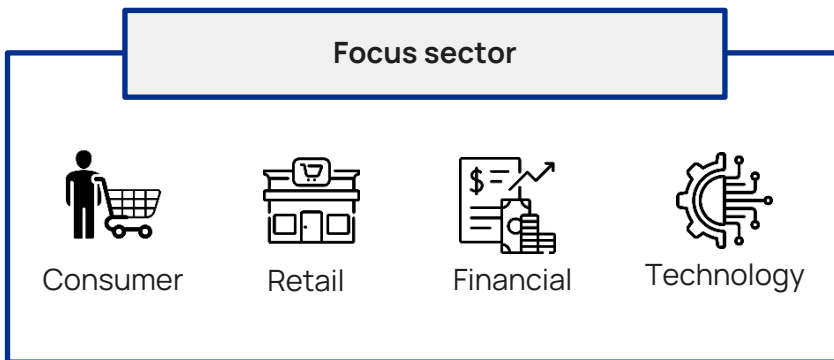 Focus sector
$
Consumer
Retail
Financial
Technology